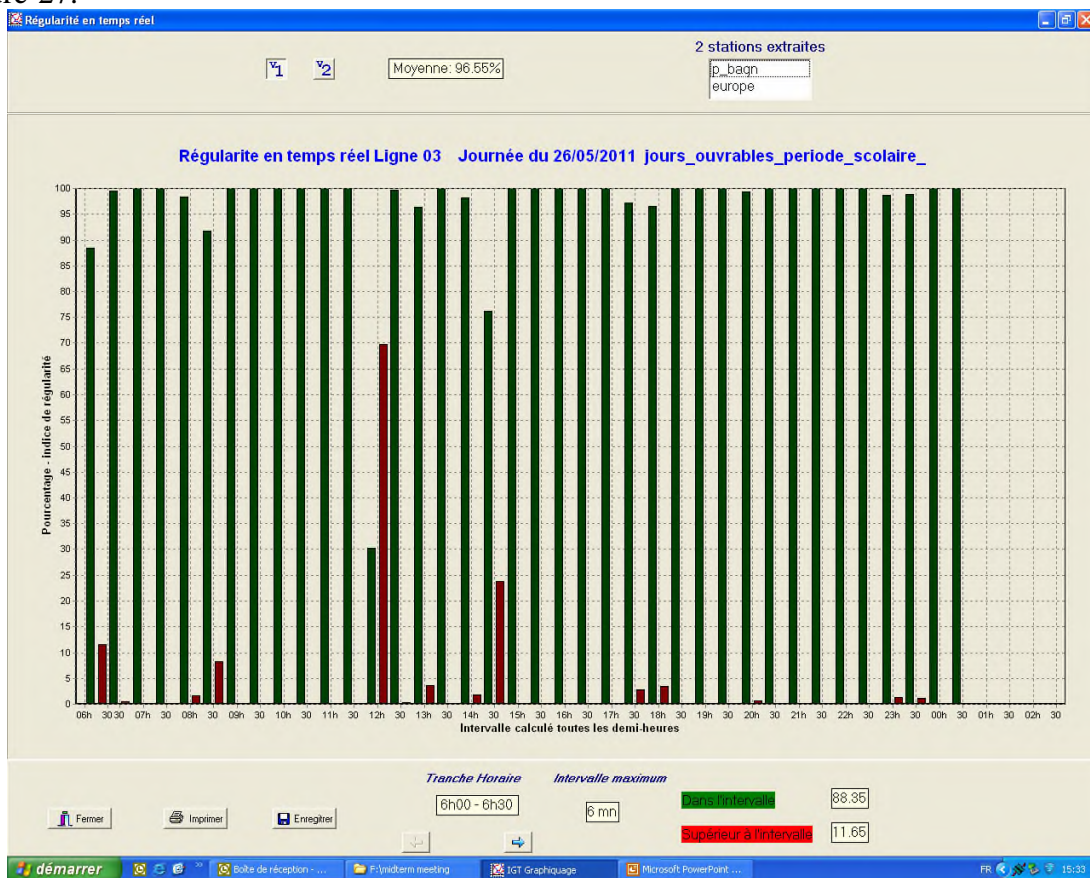 Régularité en temps réel
2 stations extraites
V1 V2 Moyenne: 96.55% p_bagn
europe
Régularite en temps réel Ligne 03 Journée du 26/05/2011 jours_ouvrables_periode_scolaire_
Pourcentage - indice de régularité
100
95
90
85
80
75
70
65
60
55
50
45
40
35
30
25
20
15
10
5
0
06h 30 30 07h 30 08h 30 09h 30 10h 30 11h 30 12h 30 13h 30 14h 30 15h 30 16h 30 17h 30 18h 30 19h 30 20h 30 21h 30 22h 30 23h 30 00h 30 01h 30 02h 30
Intervalle calculé toutes les demi-heures
Tranche Horaire Intervalle maximum
6h00 - 6h30 6 mn Dans l'intervalle 88.35
Fermer Imprimer Enregitrer
Supérieur à l'intervalle 11.65
démarrer Boîte de réception - ... F:\midterm meeting IGT Graphiquage Microsoft PowerPoint ... FR 15:33